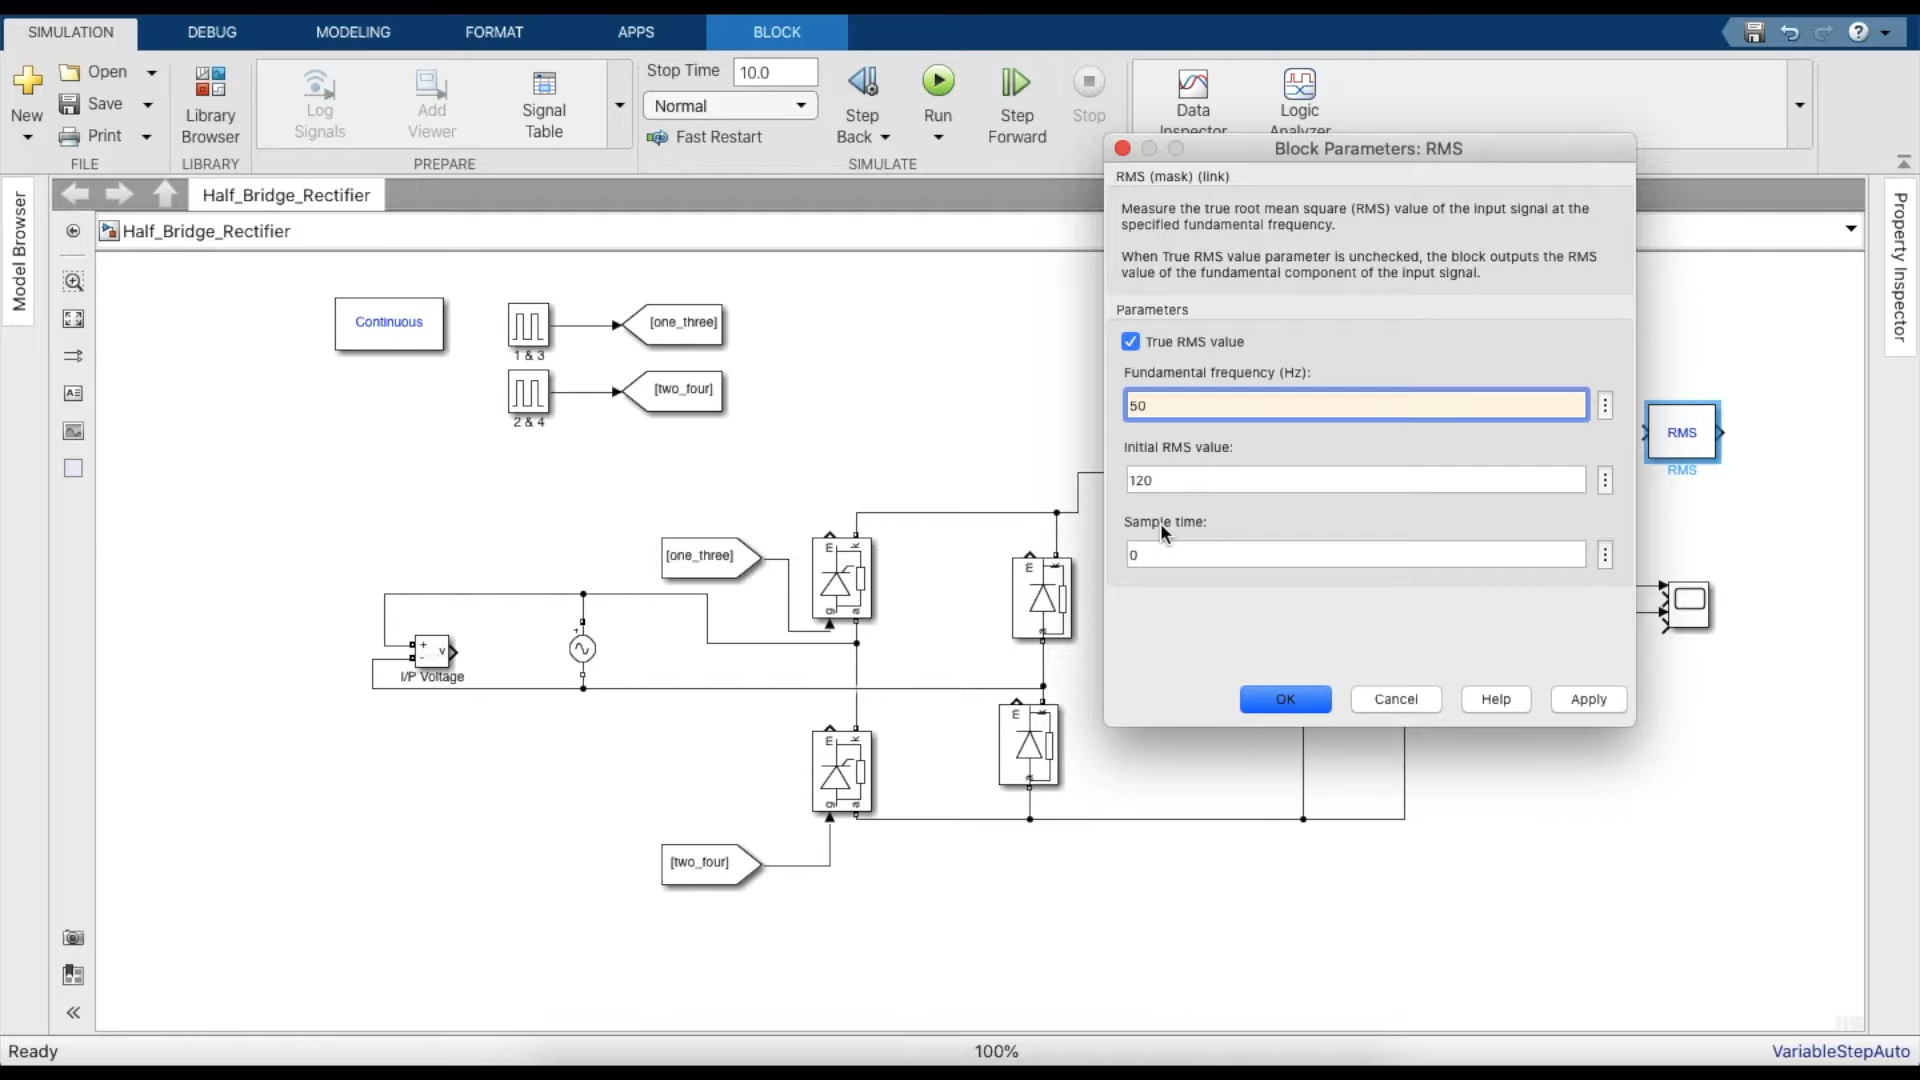 SIMULATION
DEBUG
MODELING
FORMAT
APPS
BLOCK
New
Open
Save
Print
FILE
Library
Browser
LIBRARY
Log
Signals
Add
Viewer
Signal
Table
PREPARE
Stop Time 10.0
Normal
Fast Restart
Step
Back
Run
Step
Forward
Stop
SIMULATE
Data
Inspector
Logic
Analyzer
Model Browser
Half_Bridge_Rectifier
Half_Bridge_Rectifier
Property Inspector
Block Parameters: RMS
RMS (mask) (link)
Measure the true root mean square (RMS) value of the input signal at the
specified fundamental frequency.
When True RMS value parameter is unchecked, the block outputs the RMS
value of the fundamental component of the input signal.
Parameters
True RMS value
Fundamental frequency (Hz):
50
Initial RMS value:
120
Sample time:
0
OK
Cancel
Help
Apply
Continuous
1 & 3
[one_three]
2 & 4
[two_four]
RMS
RMS
[one_three]
m k
g a
m k
a
+
+
-
v
I/P Voltage
m k
g a
m k
a
[two_four]
Ready
100%
VariableStepAuto